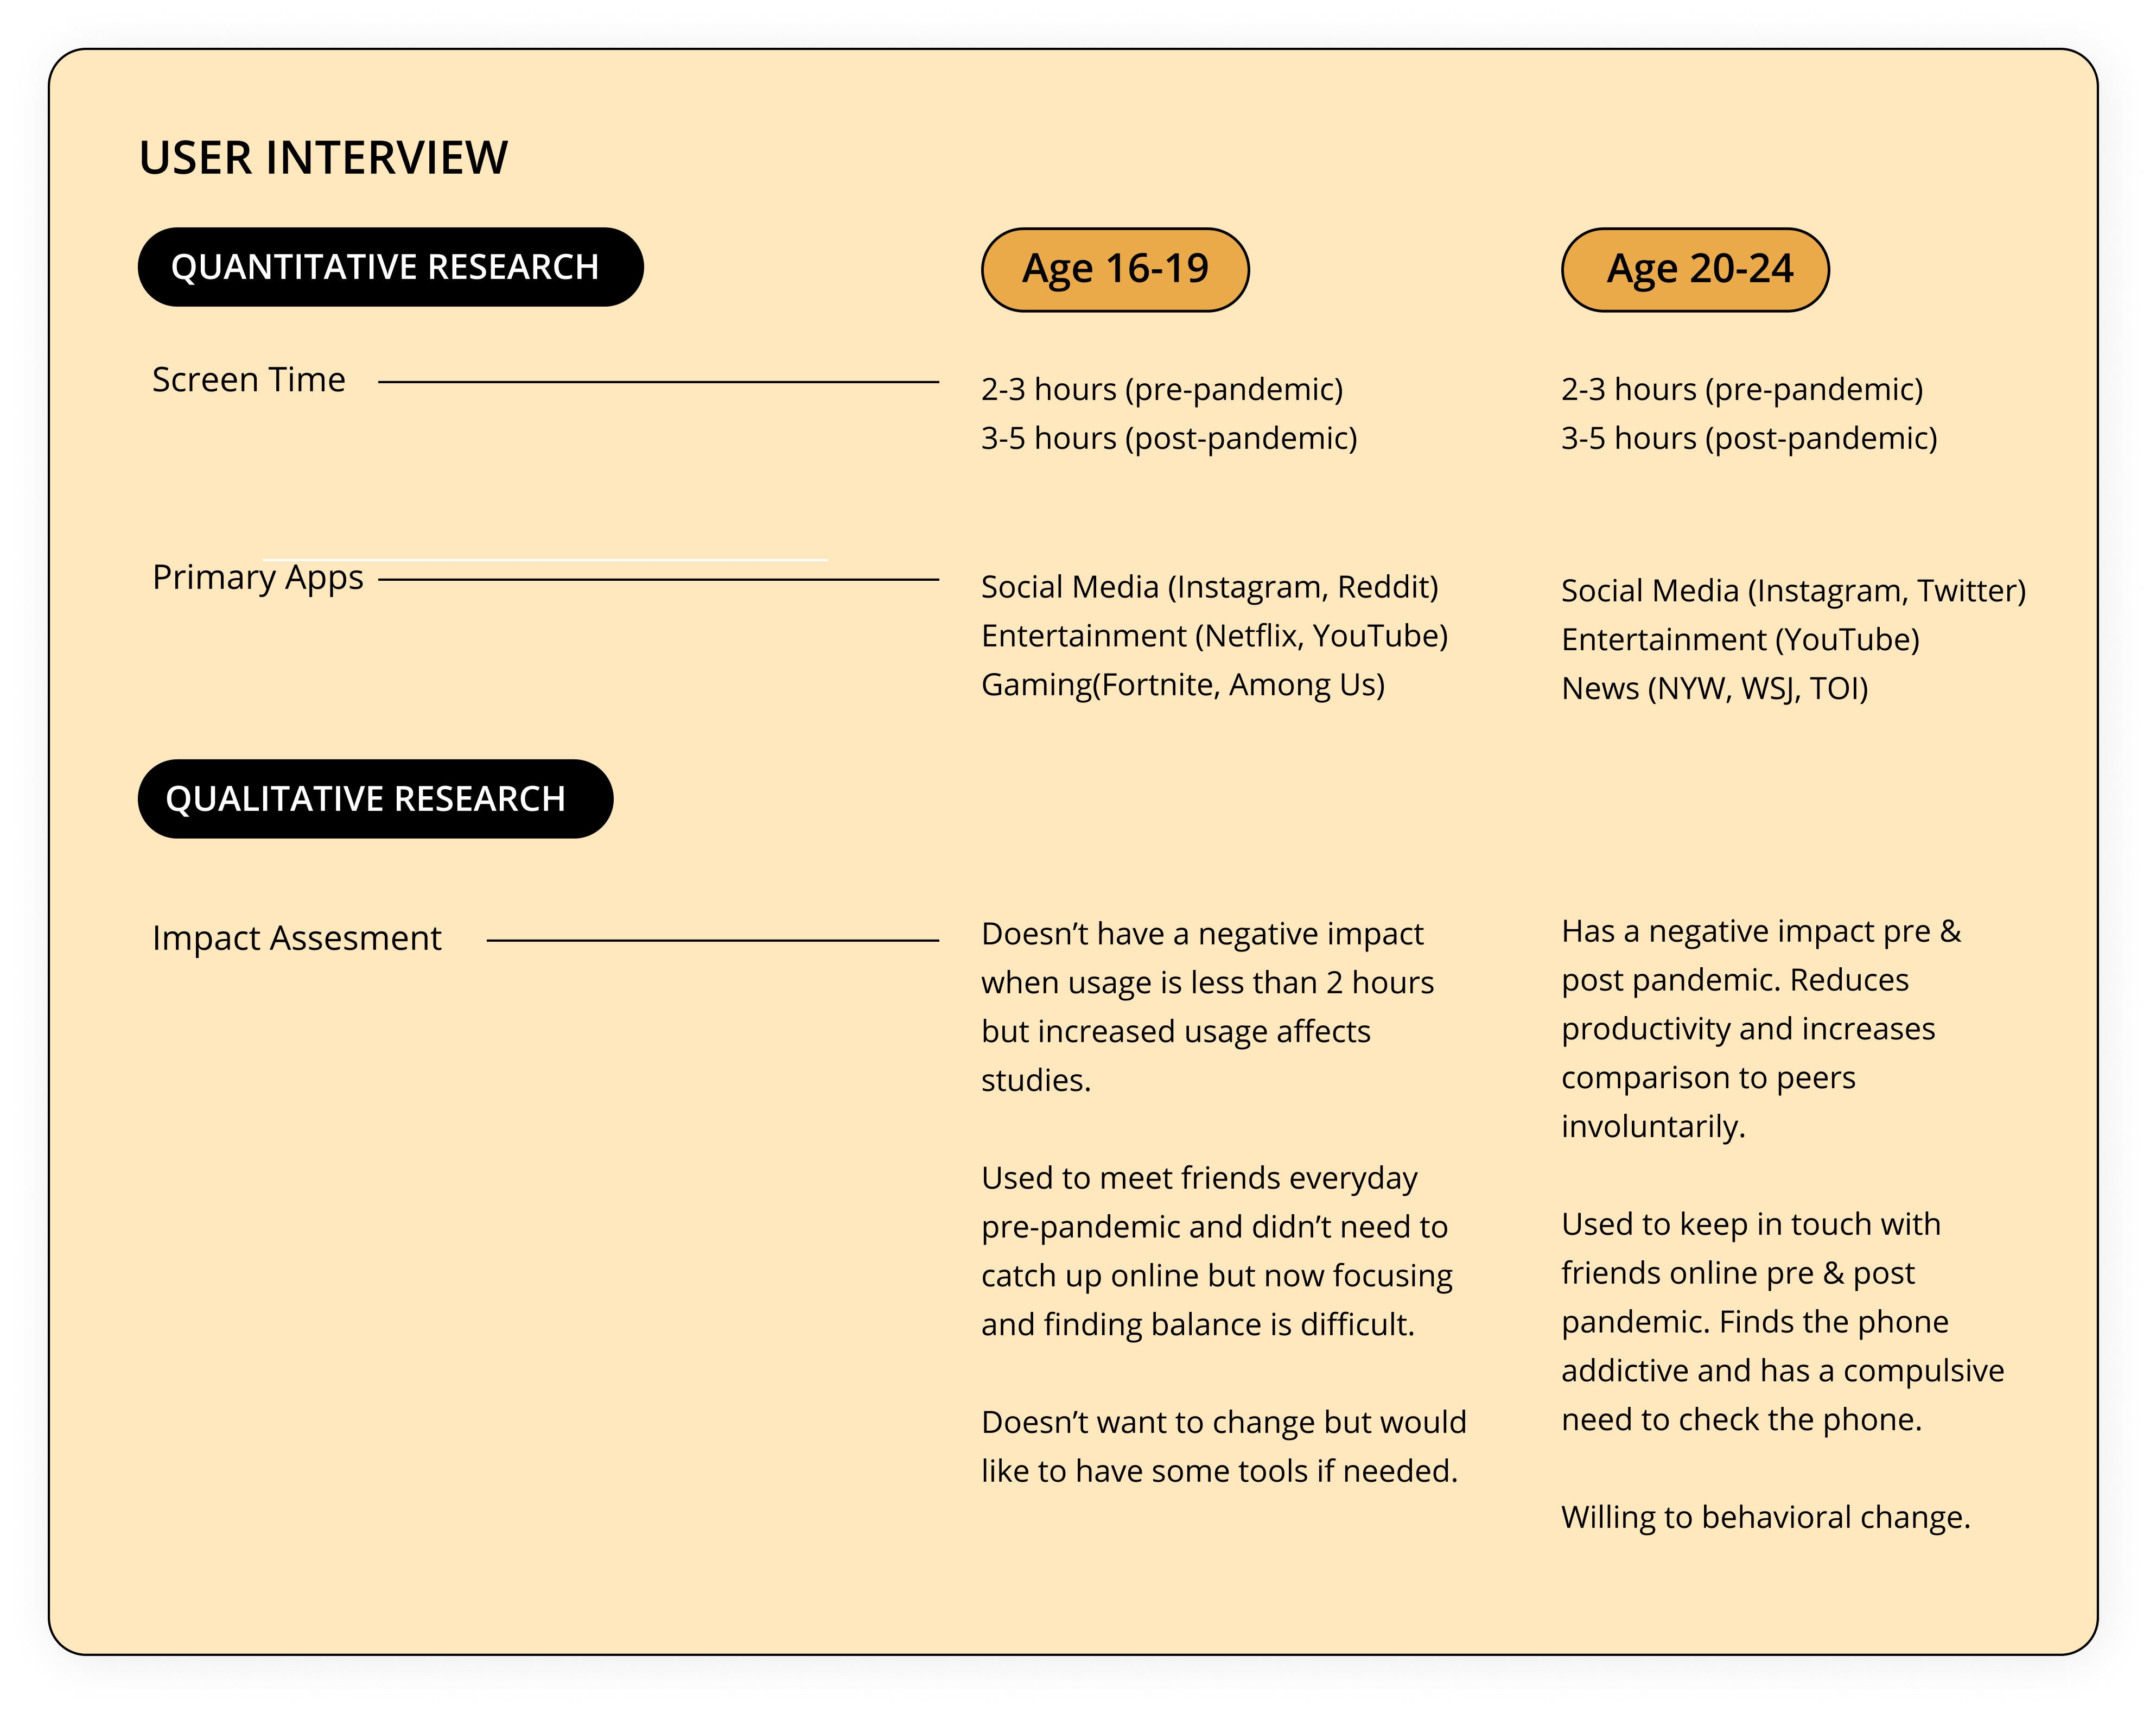 USER INTERVIEW
QUANTITATIVE RESEARCH
Age 16-19
Age 20-24
Screen Time
2-3 hours (pre-pandemic)
3-5 hours (post-pandemic)
2-3 hours (pre-pandemic)
3-5 hours (post-pandemic)
Primary Apps
Social Media (Instagram, Reddit)
Entertainment (Netflix, YouTube)
Gaming(Fortnite, Among Us)
Social Media (Instagram, Twitter)
Entertainment (YouTube)
News (NYW, WSJ, TOI)
QUALITATIVE RESEARCH
Impact Assesment
Doesn’t have a negative impact
when usage is less than 2 hours
but increased usage affects
studies.
Used to meet friends everyday
pre-pandemic and didn’t need to
catch up online but now focusing
and finding balance is difficult.
Doesn’t want to change but would
like to have some tools if needed.
Has a negative impact pre &
post pandemic. Reduces
productivity and increases
comparison to peers
involuntarily.
Used to keep in touch with
friends online pre & post
pandemic. Finds the phone
addictive and has a compulsive
need to check the phone.
Willing to behavioral change.